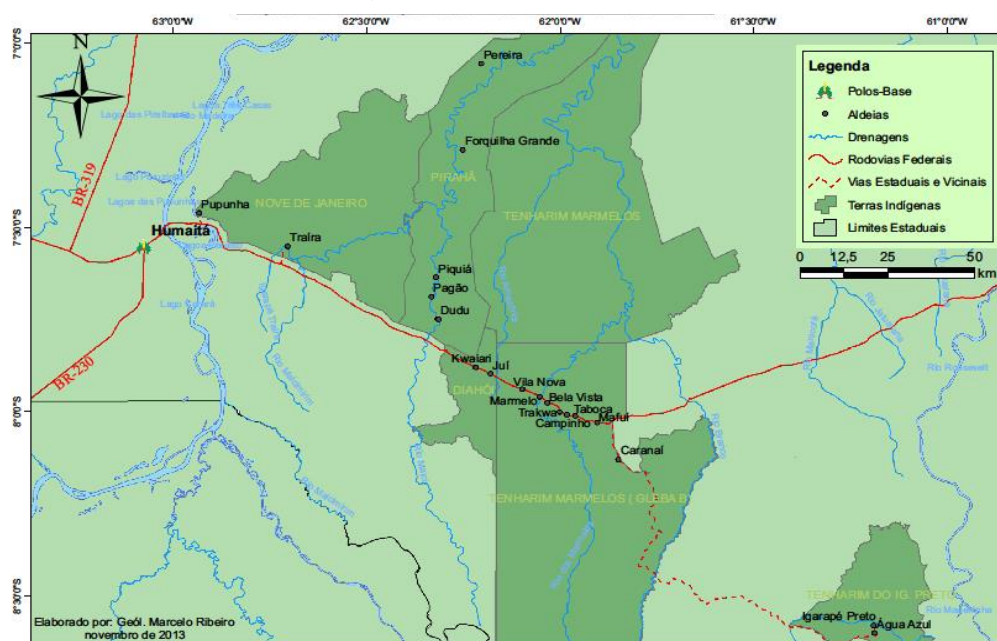 63°0'0"W
62°30'0"W
62°0'0"W
61°30'0"W
61°0'0"W
7°0'0"S
7°30'0"S
8°0'0"S
8°30'0"S
N
Legenda
Polos-Base
Aldeias
Drenagens
Rodovias Federais
Vias Estaduais e Vicinais
Terras Indígenas
Limites Estaduais
0 12,5 25 50
km
BR-319
BR-230
Pereira
Forquilha Grande
PIRAHÃ
NOVE DE JANEIRO
TENHARIM MARMELOS
Pupunha
Humaitá
Traíra
Piquiá
Pagão
Dudu
Kwaiari
Juí
DIAHÓI
Vila Nova
Marmelo
Bela Vista
Trakwa
Taboca
Campinho
Mafuí
Caranaí
TENHARIM MARMELOS ( GLEBA B)
TENHARIM DO IG. PRETO
Igarapé Preto
Água Azul
Rio Branco
Rio Roosevelt
Elaborado por: Geól. Marcelo Ribeiro
novembro de 2013